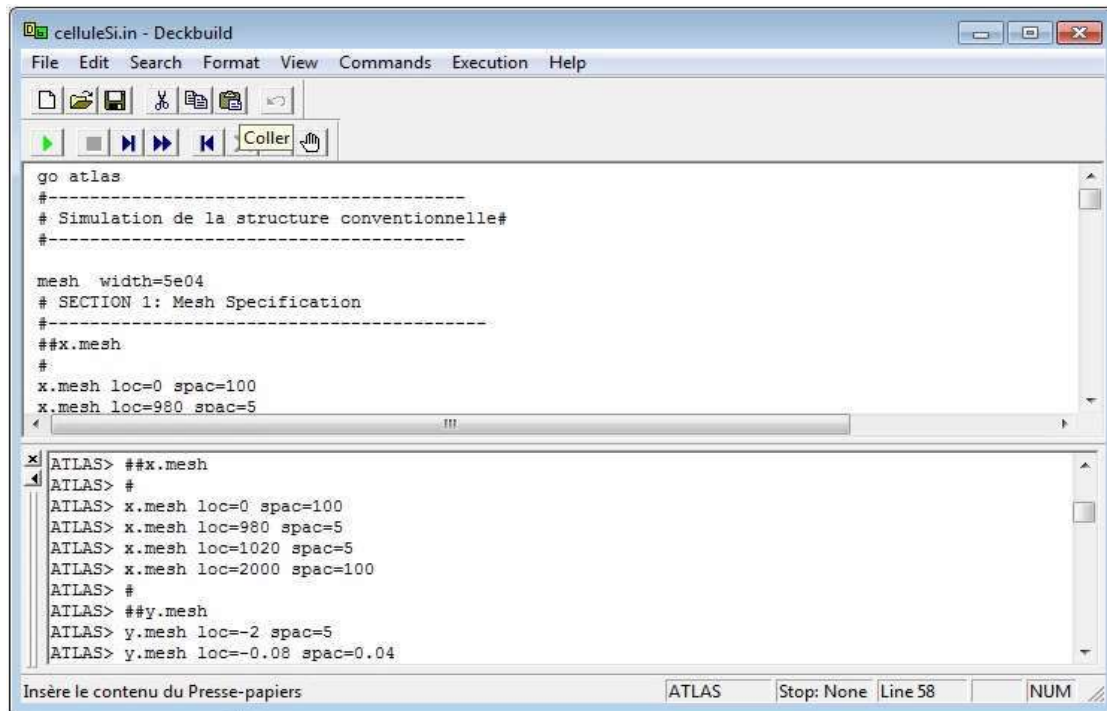 celluleSi.in - Deckbuild
File Edit Search Format View Commands Execution Help
Coller
go atlas
#----------------------------------------
# Simulation de la structure conventionnelle#
#----------------------------------------
mesh  width=5e04
# SECTION 1: Mesh Specification
#------------------------------------------
##x.mesh
#
x.mesh loc=0 spac=100
x.mesh loc=980 spac=5
ATLAS> ##x.mesh
ATLAS> #
ATLAS> x.mesh loc=0 spac=100
ATLAS> x.mesh loc=980 spac=5
ATLAS> x.mesh loc=1020 spac=5
ATLAS> x.mesh loc=2000 spac=100
ATLAS> #
ATLAS> ##y.mesh
ATLAS> y.mesh loc=-2 spac=5
ATLAS> y.mesh loc=-0.08 spac=0.04
Insère le contenu du Presse-papiers ATLAS Stop: None Line 58 NUM